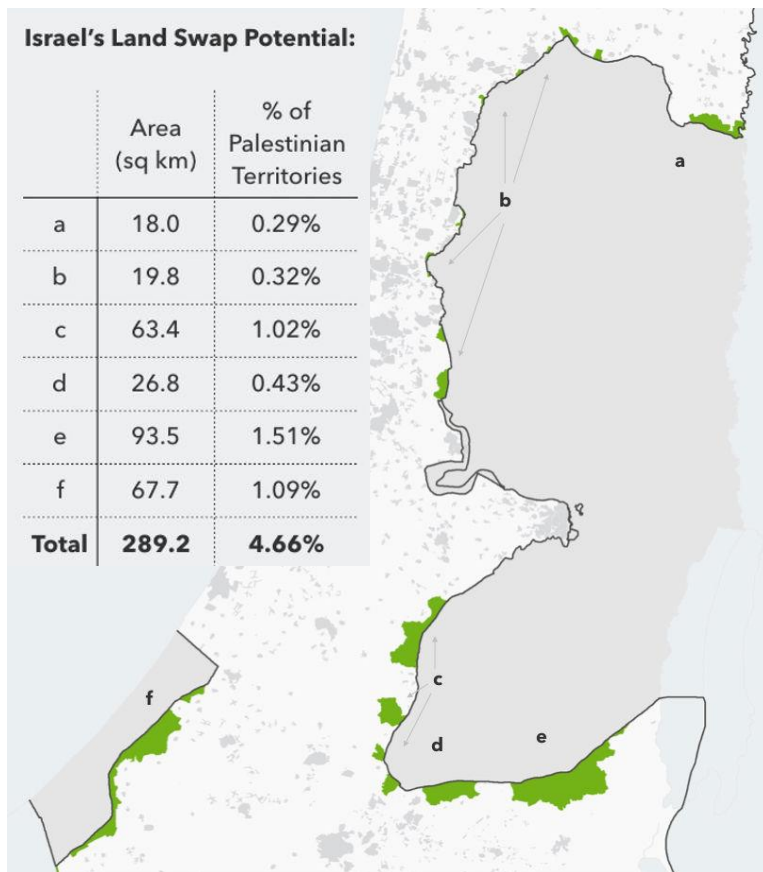 Israel's Land Swap Potential:
Area
(sq km)
% of
Palestinian
Territories
a 18.0 0.29%
b 19.8 0.32%
c 63.4 1.02%
d 26.8 0.43%
e 93.5 1.51%
f 67.7 1.09%
Total 289.2 4.66%
a
b
c
d
e
f